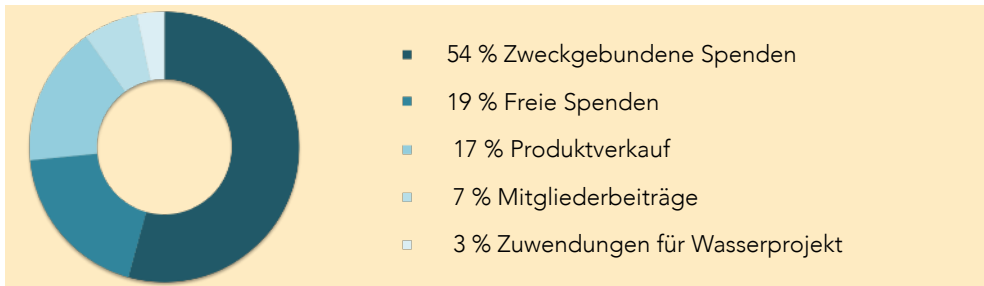 54 % Zweckgebundene Spenden
19 % Freie Spenden
17 % Produktverkauf
7 % Mitgliederbeiträge
3 % Zuwendungen für Wasserprojekt